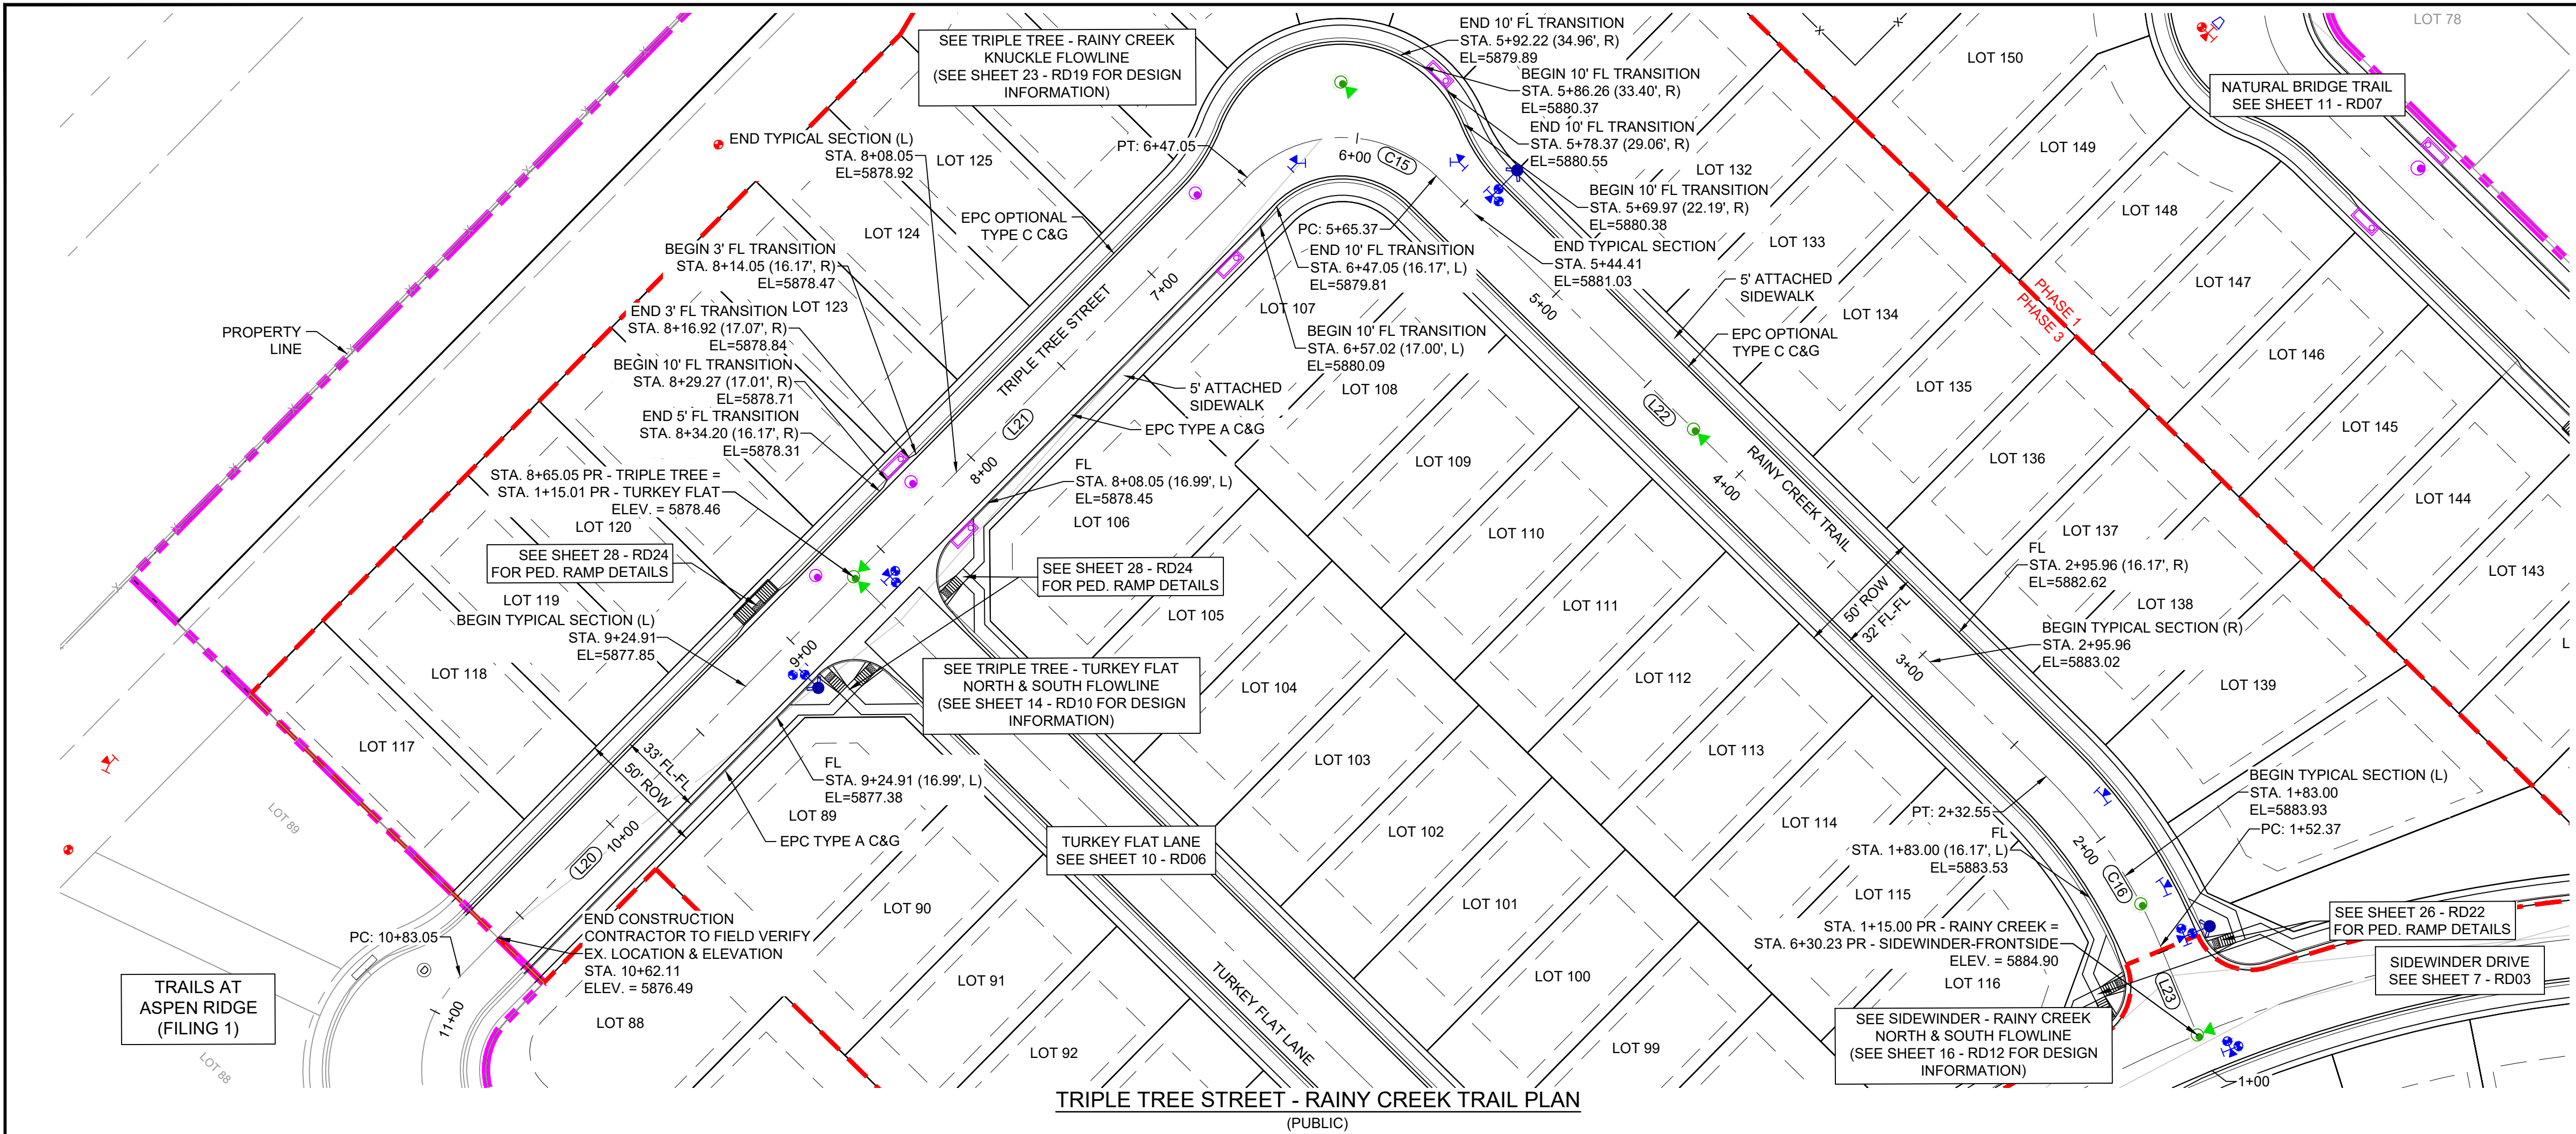 END 10' FL TRANSITION
STA. 5+92.22 (34.96', R)
EL=5879.89
BEGIN 10' FL TRANSITION
STA. 5+86.26 (33.40', R)
EL=5880.37
END 10' FL TRANSITION
STA. 5+78.37 (29.06', R)
EL=5880.55
BEGIN 10' FL TRANSITION
STA. 5+69.97 (22.19', R)
EL=5880.38
END TYPICAL SECTION
STA. 5+44.41
EL=5881.03
SEE TRIPLE TREE - RAINY CREEK
KNUCKLE FLOWLINE
(SEE SHEET 23 - RD19 FOR DESIGN
INFORMATION)
END TYPICAL SECTION (L)
STA. 8+08.05
EL=5878.92
LOT 125
PT: 6+47.05
6+00
C15
LOT 132
LOT 150
LOT 78
NATURAL BRIDGE TRAIL
SEE SHEET 11 - RD07
LOT 149
LOT 148
LOT 147
LOT 146
LOT 145
LOT 144
LOT 143
L
EPC OPTIONAL
TYPE C C&G
LOT 124
BEGIN 3' FL TRANSITION
STA. 8+14.05 (16.17', R)
EL=5878.47
END 3' FL TRANSITION
STA. 8+16.92 (17.07', R)
EL=5878.84
LOT 123
BEGIN 10' FL TRANSITION
STA. 8+29.27 (17.01', R)
EL=5878.71
END 5' FL TRANSITION
STA. 8+34.20 (16.17', R)
EL=5878.31
STA. 8+65.05 PR - TRIPLE TREE =
STA. 1+15.01 PR - TURKEY FLAT
ELEV. = 5878.46
LOT 120
SEE SHEET 28 - RD24
FOR PED. RAMP DETAILS
LOT 119
BEGIN TYPICAL SECTION (L)
STA. 9+24.91
EL=5877.85
LOT 118
LOT 117
PROPERTY
LINE
PC: 5+65.37
END 10' FL TRANSITION
STA. 6+47.05 (16.17', L)
EL=5879.81
LOT 107
BEGIN 10' FL TRANSITION
STA. 6+57.02 (17.00', L)
EL=5880.09
LOT 108
7+00
TRIPLE TREE STREET
L21
8+00
5' ATTACHED
SIDEWALK
EPC TYPE A C&G
FL
STA. 8+08.05 (16.99', L)
EL=5878.45
LOT 106
SEE SHEET 28 - RD24
FOR PED. RAMP DETAILS
LOT 105
SEE TRIPLE TREE - TURKEY FLAT
NORTH & SOUTH FLOWLINE
(SEE SHEET 14 - RD10 FOR DESIGN
INFORMATION)
9+00
LOT 133
5' ATTACHED
SIDEWALK
LOT 134
EPC OPTIONAL
TYPE C C&G
PHASE 1
PHASE 3
LOT 135
LOT 136
LOT 137
LOT 138
LOT 139
5+00
L22
4+00
RAINY CREEK TRAIL
50' ROW
32' FL-FL
3+00
FL
STA. 2+95.96 (16.17', R)
EL=5882.62
BEGIN TYPICAL SECTION (R)
STA. 2+95.96
EL=5883.02
LOT 109
LOT 110
LOT 111
LOT 112
LOT 113
LOT 114
LOT 115
LOT 116
LOT 104
LOT 103
LOT 102
LOT 101
LOT 100
LOT 99
FL
STA. 9+24.91 (16.99', L)
EL=5877.38
LOT 89
EPC TYPE A C&G
33' FL-FL
50' ROW
10+00
L20
TURKEY FLAT LANE
SEE SHEET 10 - RD06
TURKEY FLAT LANE
LOT 90
LOT 91
LOT 92
LOT 88
END CONSTRUCTION
CONTRACTOR TO FIELD VERIFY
EX. LOCATION & ELEVATION
STA. 10+62.11
ELEV. = 5876.49
PC: 10+83.05
D
11+00
LOT 89
LOT 88
TRAILS AT
ASPEN RIDGE
(FILING 1)
PT: 2+32.55
FL
STA. 1+83.00 (16.17', L)
EL=5883.53
BEGIN TYPICAL SECTION (L)
STA. 1+83.00
EL=5883.93
PC: 1+52.37
2+00
C16
L23
STA. 1+15.00 PR - RAINY CREEK =
STA. 6+30.23 PR - SIDEWINDER-FRONTSIDE
ELEV. = 5884.90
SEE SHEET 26 - RD22
FOR PED. RAMP DETAILS
SIDEWINDER DRIVE
SEE SHEET 7 - RD03
SEE SIDEWINDER - RAINY CREEK
NORTH & SOUTH FLOWLINE
(SEE SHEET 16 - RD12 FOR DESIGN
INFORMATION)
1+00
TRIPLE TREE STREET - RAINY CREEK TRAIL PLAN
(PUBLIC)